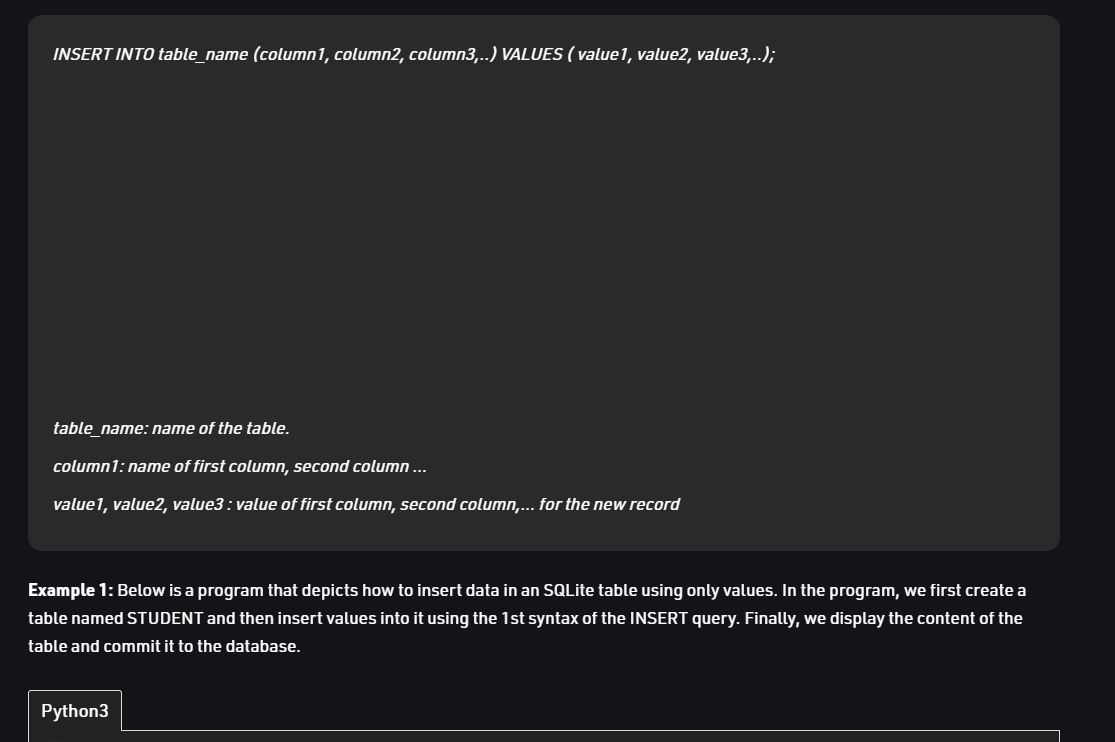 INSERT INTO table_name (column1, column2, column3,..) VALUES ( value1, value2, value3,..);
table_name: name of the table.
column1: name of first column, second column ...
value1, value2, value3 : value of first column, second column,... for the new record
Example 1: Below is a program that depicts how to insert data in an SQLite table using only values. In the program, we first create a
table named STUDENT and then insert values into it using the 1st syntax of the INSERT query. Finally, we display the content of the
table and commit it to the database.
Python3